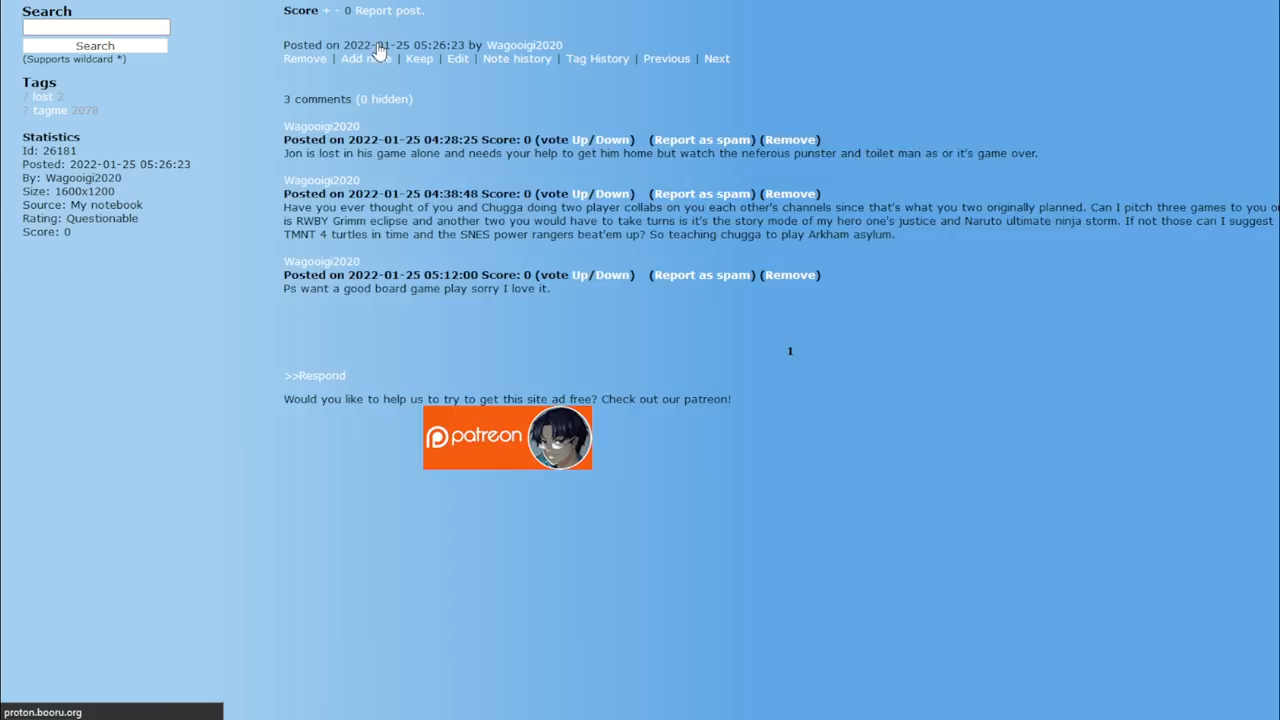 Search
Search
(Supports wildcard *)
Tags
? lost 2
? tagme 2078
Statistics
Id: 26181
Posted: 2022-01-25 05:26:23
By: Wagooigi2020
Size: 1600x1200
Source: My notebook
Rating: Questionable
Score: 0
Score + - 0 Report post.
Posted on 2022-01-25 05:26:23 by Wagooigi2020
Remove | Add note | Keep | Edit | Note history | Tag History | Previous | Next
3 comments (0 hidden)
Wagooigi2020
Posted on 2022-01-25 04:28:25 Score: 0 (vote Up/Down) (Report as spam) (Remove)
Jon is lost in his game alone and needs your help to get him home but watch the neferous punster and toilet man as or it's game over.
Wagooigi2020
Posted on 2022-01-25 04:38:48 Score: 0 (vote Up/Down) (Report as spam) (Remove)
Have you ever thought of you and Chugga doing two player collabs on you each other's channels since that's what you two originally planned. Can I pitch three games to you
is RWBY Grimm eclipse and another two you would have to take turns is it's the story mode of my hero one's justice and Naruto ultimate ninja storm. If not those can I suggest
TMNT 4 turtles in time and the SNES power rangers beat'em up? So teaching chugga to play Arkham asylum.
Wagooigi2020
Posted on 2022-01-25 05:12:00 Score: 0 (vote Up/Down) (Report as spam) (Remove)
Ps want a good board game play sorry I love it.
1
>>Respond
Would you like to help us to try to get this site ad free? Check out our patreon!
patreon
proton.booru.org